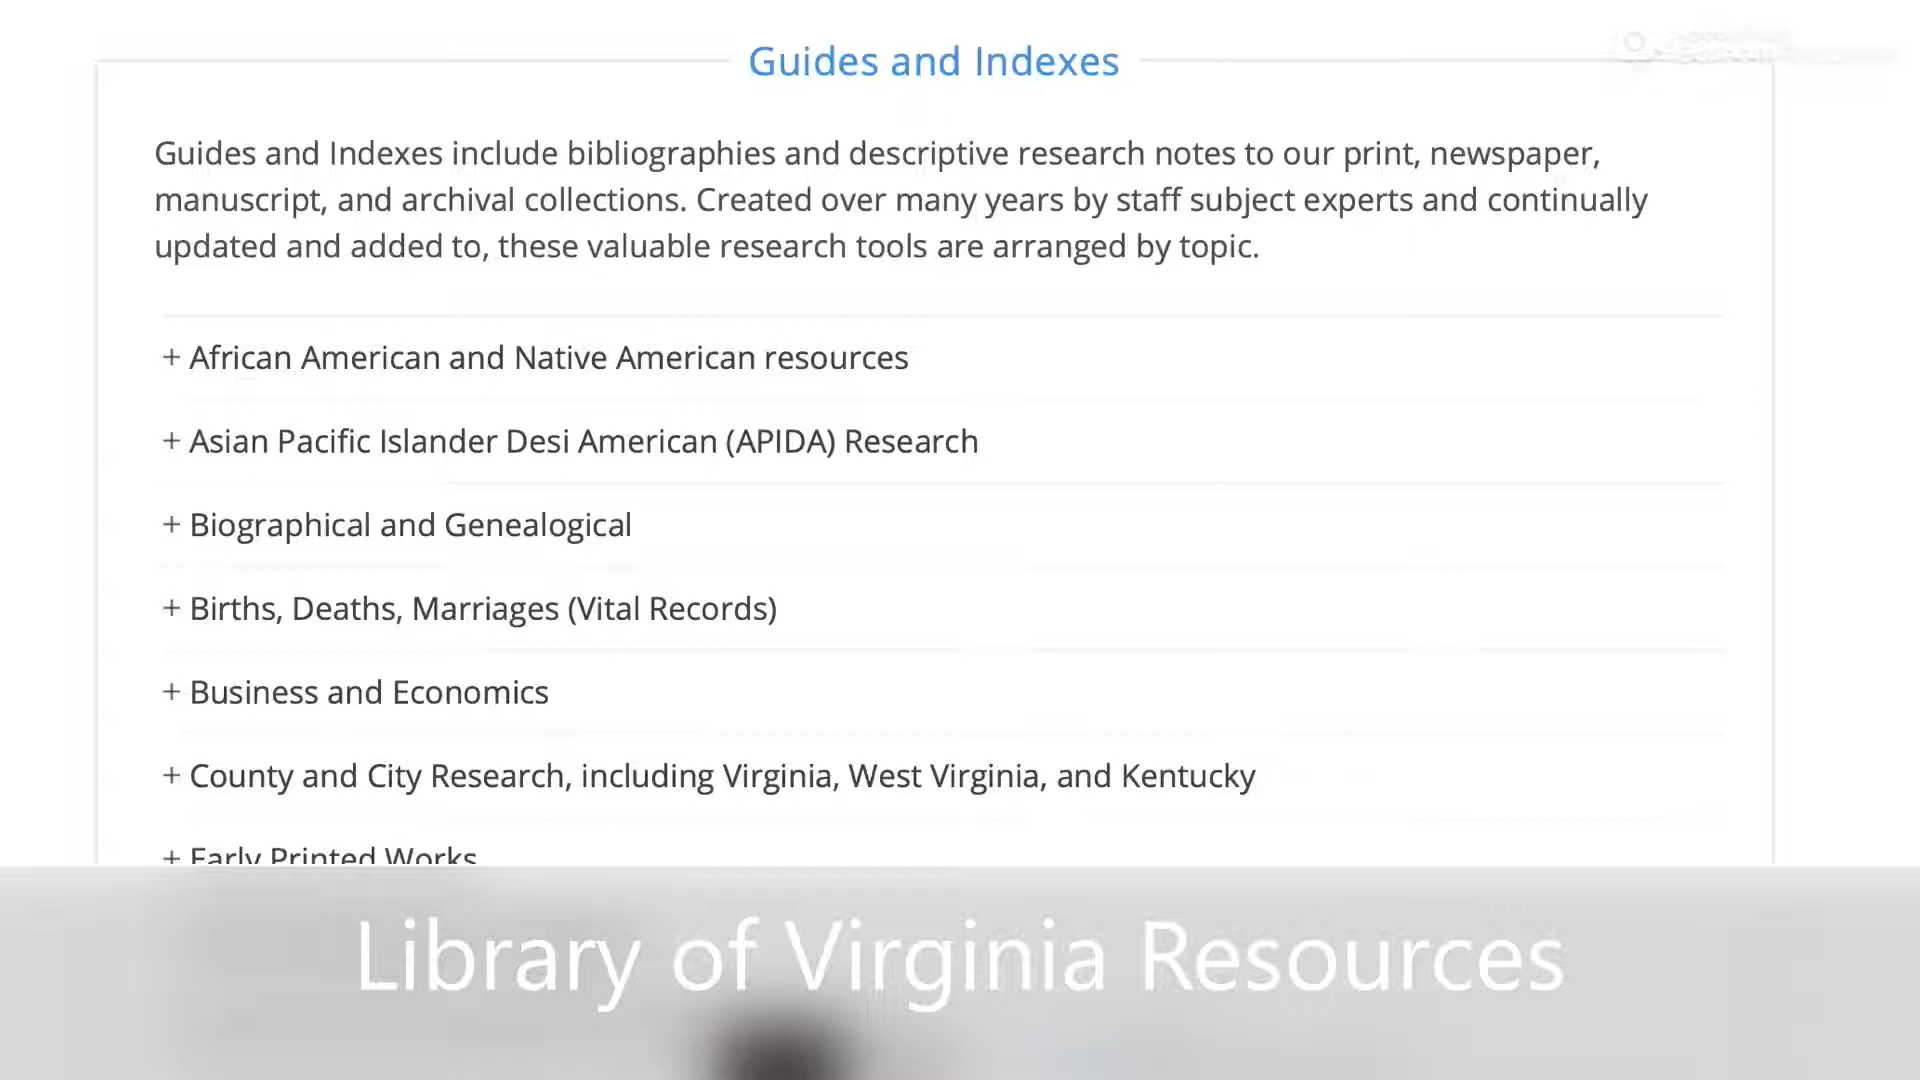 Guides and Indexes
Guides and Indexes include bibliographies and descriptive research notes to our print, newspaper,
manuscript, and archival collections. Created over many years by staff subject experts and continually
updated and added to, these valuable research tools are arranged by topic.
+ African American and Native American resources
+ Asian Pacific Islander Desi American (APIDA) Research
+ Biographical and Genealogical
+ Births, Deaths, Marriages (Vital Records)
+ Business and Economics
+ County and City Research, including Virginia, West Virginia, and Kentucky
+ Early Printed Works
Library of Virginia Resources